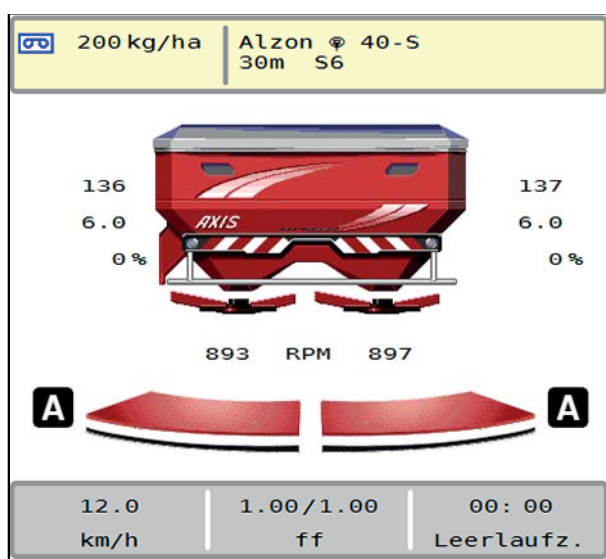 200 kg/ha
Alzon 40-S
30m S6
136
137
6.0
6.0
AXIS
0 %
0 %
893 RPM 897
A
A
12.0
1.00/1.00
00: 00
km/h
ff
Leerlaufz.